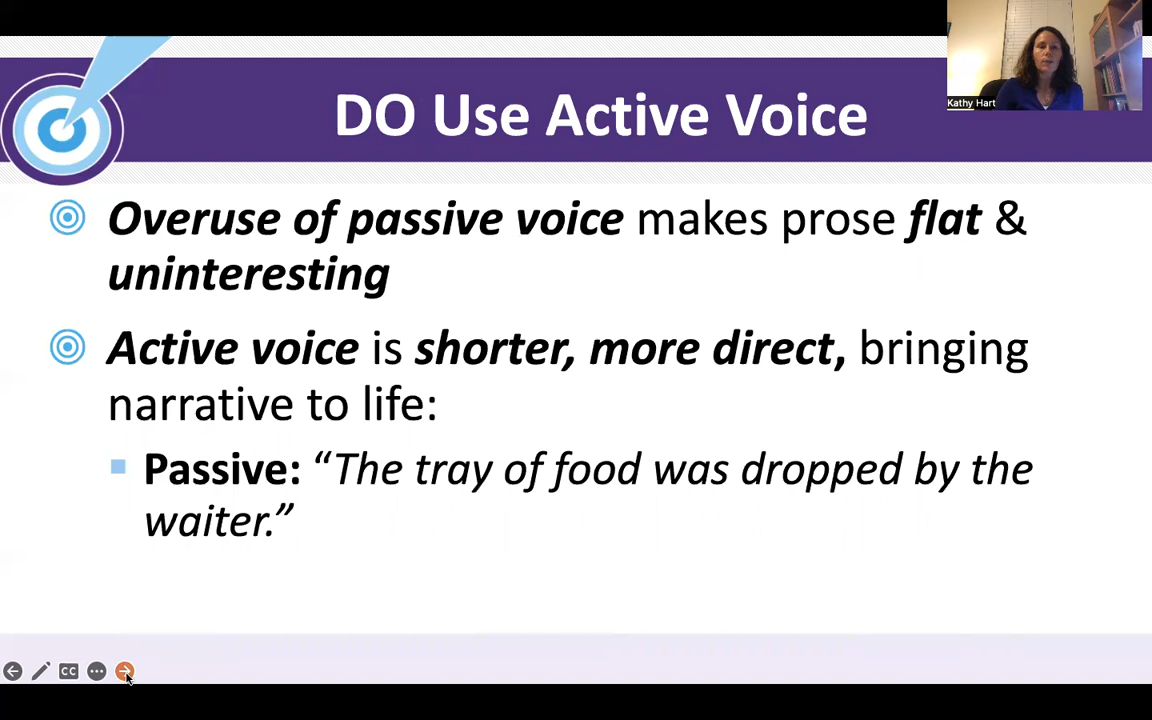 Kathy Hart
DO Use Active Voice
Overuse of passive voice makes prose flat &
uninteresting
Active voice is shorter, more direct, bringing
narrative to life:
Passive: “The tray of food was dropped by the
waiter.”
CC